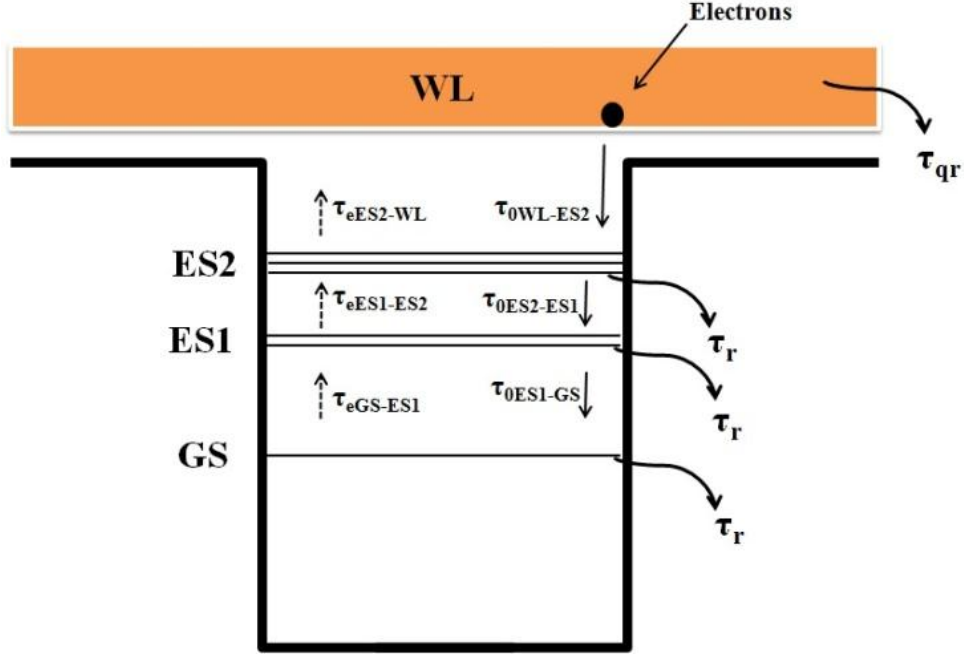 Electrons
WL
τqr
τeES2-WL
τ0WL-ES2
ES2
τeES1-ES2
τ0ES2-ES1
τr
ES1
τeGS-ES1
τ0ES1-GS
τr
GS
τr